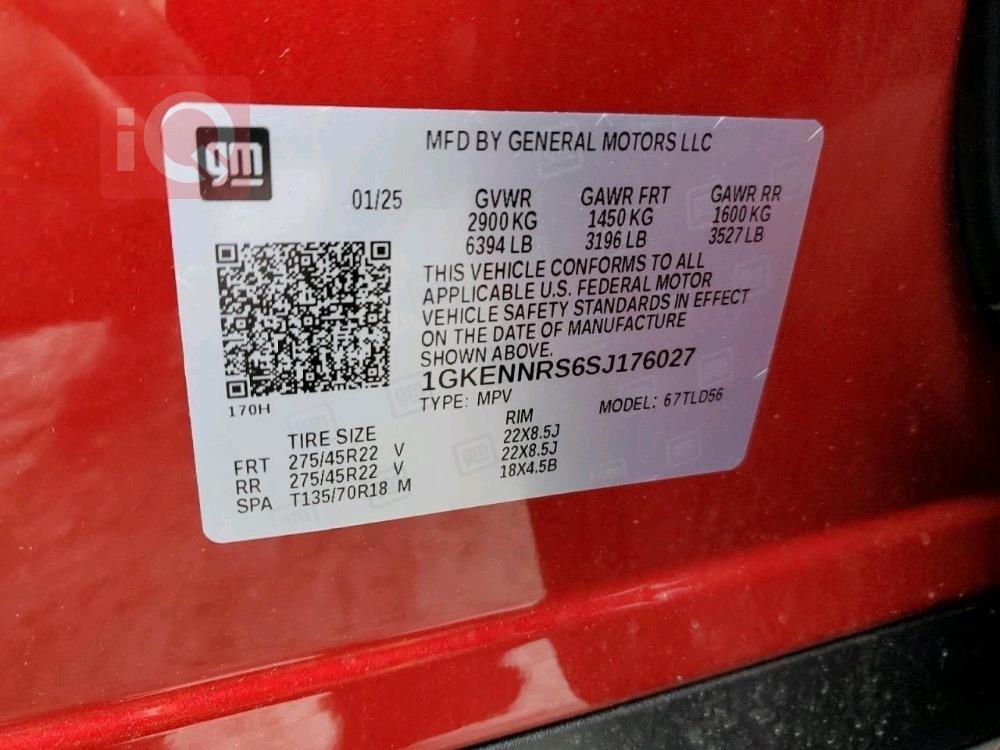 iQ
gm
MFD BY GENERAL MOTORS LLC
01/25 GVWR GAWR FRT GAWR RR
2900 KG 1450 KG 1600 KG
6394 LB 3196 LB 3527 LB
THIS VEHICLE CONFORMS TO ALL
APPLICABLE U.S. FEDERAL MOTOR
VEHICLE SAFETY STANDARDS IN EFFECT
ON THE DATE OF MANUFACTURE
SHOWN ABOVE.
1GKENNRS6SJ176027
170H
TYPE: MPV MODEL: 67TLD56
TIRE SIZE RIM
FRT 275/45R22 V 22X8.5J
RR 275/45R22 V 22X8.5J
SPA T135/70R18 M 18X4.5B